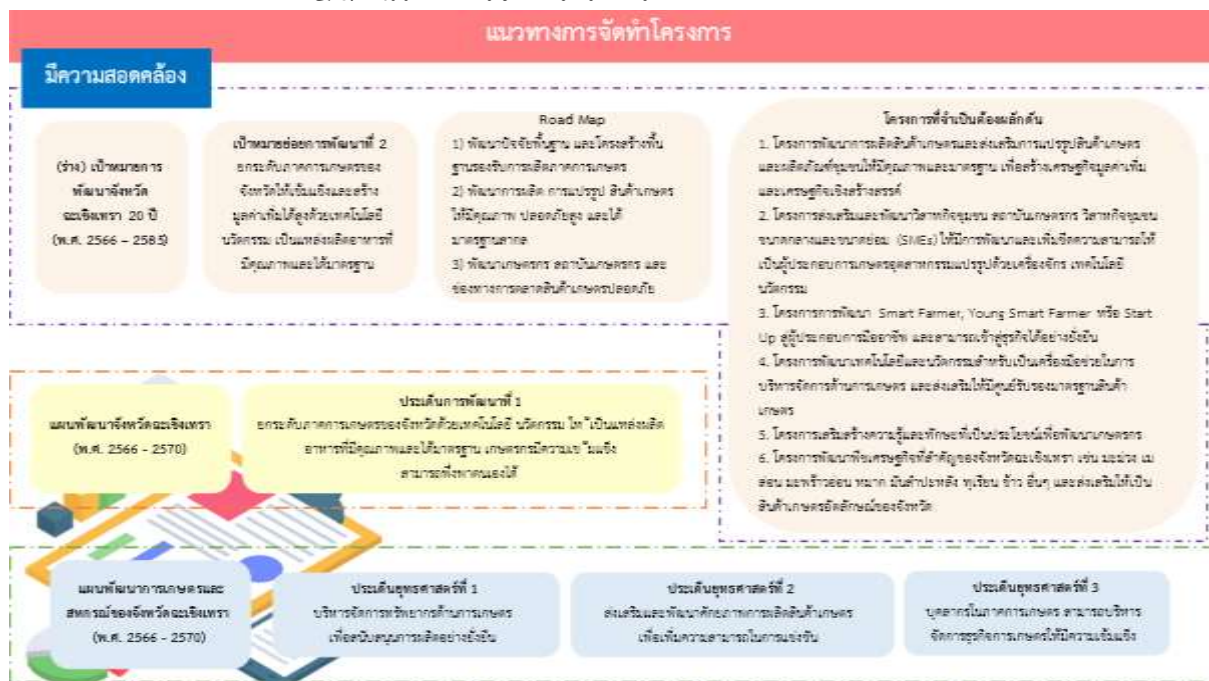 แนวทางการจัดทำโครงการ
มีความสอดคล้อง
(ร่าง) เป้าหมายการ
พัฒนาจังหวัด
ฉะเชิงเทรา 20 ปี
(พ.ศ. 2566 – 2585)
เป้าหมายย่อยการพัฒนาที่ 2
ยกระดับภาคการเกษตรของ
จังหวัดให้เข้มแข็งและสร้าง
มูลค่าเพิ่มได้สูงด้วยเทคโนโลยี
นวัตกรรม เป็นแหล่งผลิตอาหารที่
มีคุณภาพและได้มาตรฐาน
Road Map
1) พัฒนาปัจจัยพื้นฐาน และโครงสร้างพื้น
ฐานรองรับการผลิตภาคการเกษตร
2) พัฒนาการผลิต การแปรรูป สินค้าเกษตร
ให้มีคุณภาพ ปลอดภัยสูง และได้
มาตรฐานสากล
3) พัฒนาเกษตรกร สถาบันเกษตรกร และ
ช่องทางการตลาดสินค้าเกษตรปลอดภัย
โครงการที่จำเป็นต้องผลักดัน
1. โครงการพัฒนาการผลิตสินค้าเกษตรและส่งเสริมการแปรรูปสินค้าเกษตร
และผลิตภัณฑ์ชุมชนให้มีคุณภาพและมาตรฐาน เพื่อสร้างเศรษฐกิจมูลค่าเพิ่ม
และเศรษฐกิจเชิงสร้างสรรค์
2. โครงการส่งเสริมและพัฒนาวิสาหกิจชุมชน สถาบันเกษตรกร วิสาหกิจชุมชน
ขนาดกลางและขนาดย่อม (SMEs) ให้มีการพัฒนาและเพิ่มขีดความสามารถให้
เป็นผู้ประกอบการเกษตรอุตสาหกรรมแปรรูปด้วยเครื่องจักร เทคโนโลยี
นวัตกรรม
3. โครงการการพัฒนา Smart Farmer, Young Smart Farmer หรือ Start
Up สู่ผู้ประกอบการมืออาชีพ และสามารถเข้าสู่ธุรกิจได้อย่างยั่งยืน
4. โครงการพัฒนาเทคโนโลยีและนวัตกรรมสำหรับเป็นเครื่องมือช่วยในการ
บริหารจัดการด้านการเกษตร และส่งเสริมให้มีศูนย์รับรองมาตรฐานสินค้า
เกษตร
5. โครงการเสริมสร้างความรู้และทักษะที่เป็นประโยชน์เพื่อพัฒนาเกษตรกร
6. โครงการพัฒนาพืชเศรษฐกิจที่สำคัญของจังหวัดฉะเชิงเทรา เช่น มะม่วง เม
ล่อน มะพร้าวอ่อน หมาก มันสำปะหลัง ทุเรียน ข้าว อื่นๆ และส่งเสริมให้เป็น
สินค้าเกษตรอัตลักษณ์ของจังหวัด
แผนพัฒนาจังหวัดฉะเชิงเทรา
(พ.ศ. 2566 - 2570)
ประเด็นการพัฒนาที่ 1
ยกระดับภาคการเกษตรของจังหวัดด้วยเทคโนโลยี นวัตกรรม ให้ เป็นแหล่งผลิต
อาหารที่มีคุณภาพและได้มาตรฐาน เกษตรกรมีความเข้ มแข็ง
สามารถพึ่งพาตนเองได้
แผนพัฒนาการเกษตรและ
สหกรณ์ของจังหวัดฉะเชิงเทรา
(พ.ศ. 2566 - 2570)
ประเด็นยุทธศาสตร์ที่ 1
บริหารจัดการทรัพยากรด้านการเกษตร
เพื่อสนับสนุนการผลิตอย่างยั่งยืน
ประเด็นยุทธศาสตร์ที่ 2
ส่งเสริมและพัฒนาศักยภาพการผลิตสินค้าเกษตร
เพื่อเพิ่มความสามารถในการแข่งขัน
ประเด็นยุทธศาสตร์ที่ 3
บุคลากรในภาคการเกษตร สามารถบริหาร
จัดการธุรกิจการเกษตรให้มีความเข้มแข็ง